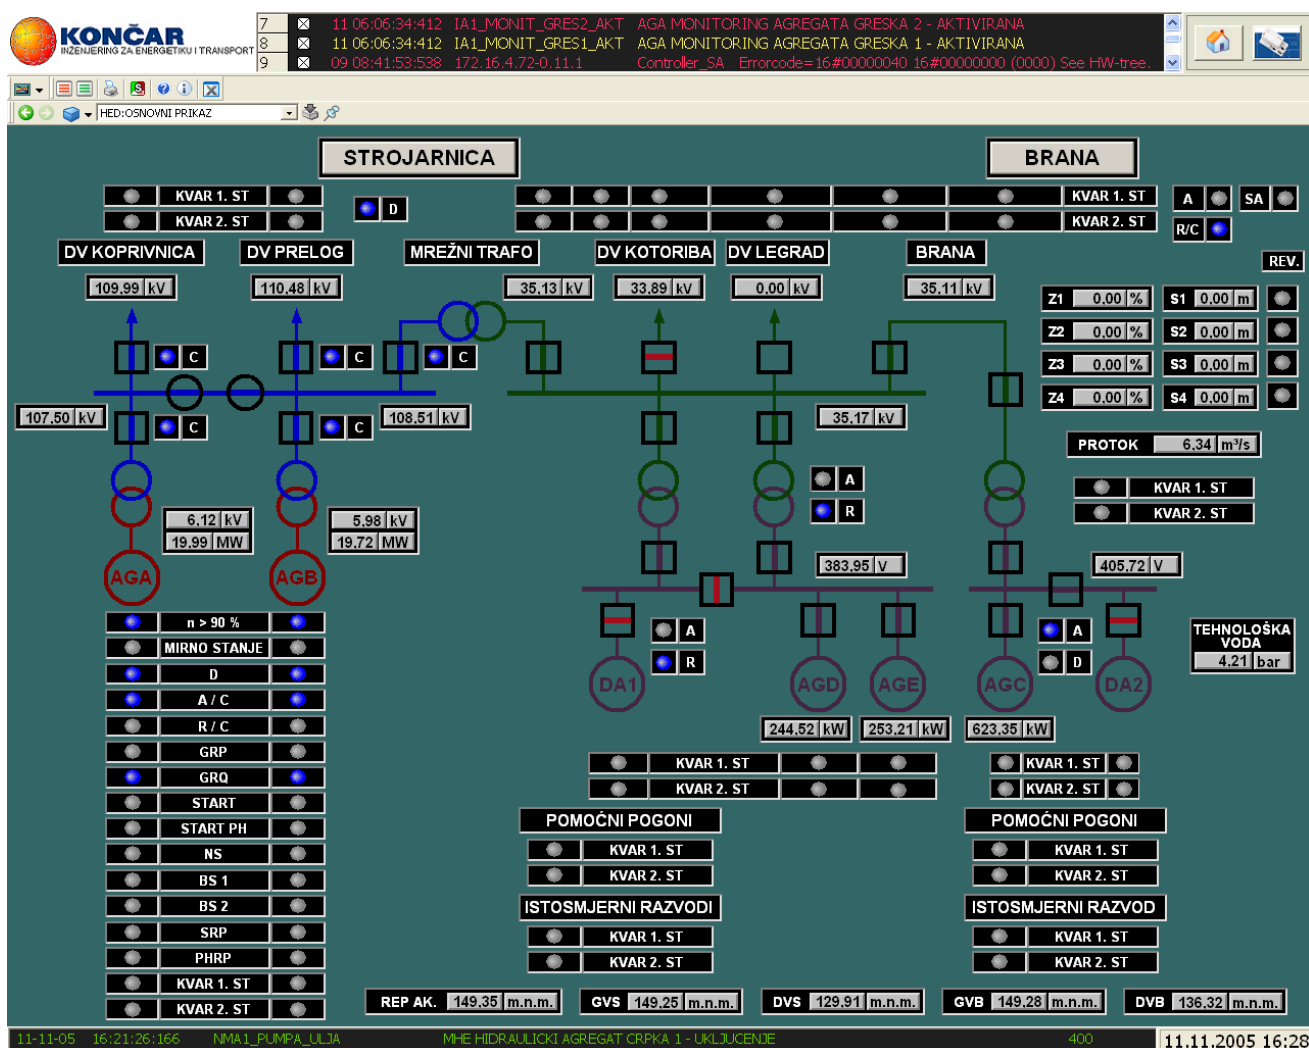 KONČAR
INŽENJERING ZA ENERGETIKU I TRANSPORT
7 11 06:06:34:412 IA1_MONIT_GRES2_AKT AGA MONITORING AGREGATA GRESKA 2 - AKTIVIRANA
8 11 06:06:34:412 IA1_MONIT_GRES1_AKT AGA MONITORING AGREGATA GRESKA 1 - AKTIVIRANA
9 09 08:41:53:538 172.16.4.72-0.11.1 Controller_SA Errorcode=16#00000040 16#00000000 (0000) See HW-tree.
HED:OSNOVNI PRIKAZ
STROJARNICA BRANA
KVAR 1. ST KVAR 1. ST A SA
D
KVAR 2. ST KVAR 2. ST R/C
DV KOPRIVNICA DV PRELOG MREŽNI TRAFO DV KOTORIBA DV LEGRAD BRANA
REV.
109,99 kV 110,48 kV 35,13 kV 33,89 kV 0,00 kV 35,11 kV
Z1 0,00 % S1 0,00 m
Z2 0,00 % S2 0,00 m
C C C
Z3 0,00 % S3 0,00 m
Z4 0,00 % S4 0,00 m
107,50 kV 108,51 kV 35,17 kV
C C
PROTOK 6,34 m³/s
A
KVAR 1. ST
R
KVAR 2. ST
6,12 kV 5,98 kV
19,99 MW 19,72 MW
383,95 V 405,72 V
AGA AGB
n > 90 %
A A
MIRNO STANJE
TEHNOLOŠKA
VODA
4,21 bar
R D
D
DA1 AGD AGE AGC DA2
A / C
R / C
244,52 kW 253,21 kW 623,35 kW
GRP
KVAR 1. ST KVAR 1. ST
GRQ
KVAR 2. ST KVAR 2. ST
START
POMOĆNI POGONI POMOĆNI POGONI
START PH
NS
KVAR 1. ST KVAR 1. ST
BS 1
KVAR 2. ST KVAR 2. ST
BS 2
ISTOSMJERNI RAZVODI ISTOSMJERNI RAZVOD
SRP
KVAR 1. ST KVAR 1. ST
PHRP
KVAR 2. ST KVAR 2. ST
KVAR 1. ST
KVAR 2. ST
REP AK. 149,35 m.n.m. GVS 149,25 m.n.m. DVS 129,91 m.n.m. GVB 149,28 m.n.m. DVB 136,32 m.n.m.
11-11-05 16:21:26:166 NMA1_PUMPA_ULJA MHE HIDRAULICKI AGREGAT CRPKA 1 - UKLJUCENJE 400 11.11.2005 16:28